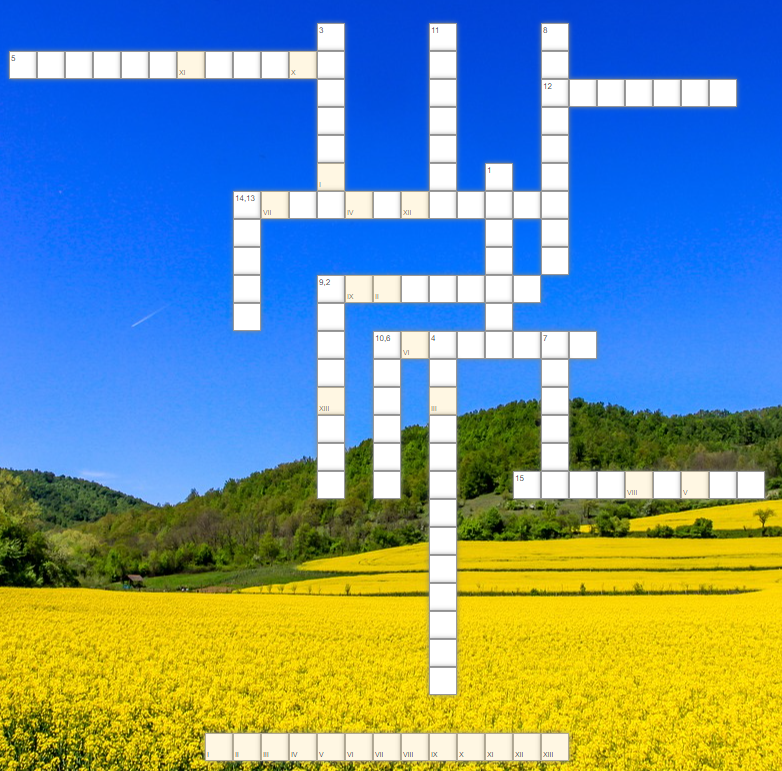 3 11 8
5 XI X
12
I 1
14,13 VII IV XII
9,2 IX II
10,6 VI 4 7
XIII III
15 VIII V
I II III IV V VI VII VIII IX X XI XII XIII